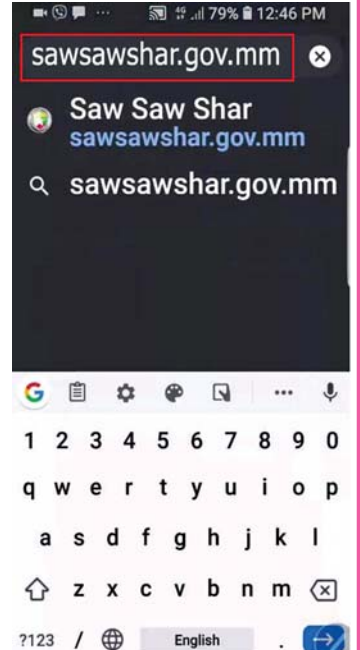 79% 12:46 PM
sawsawshar.gov.mm
Saw Saw Shar
sawsawshar.gov.mm
sawsawshar.gov.mm
G
1 2 3 4 5 6 7 8 9 0
q w e r t y u i o p
a s d f g h j k l
z x c v b n m
?123 / English .